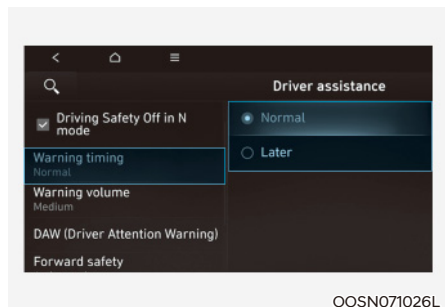 Driver assistance
Driving Safety Off in N
mode
Warning timing
Normal
Warning volume
Medium
DAW (Driver Attention Warning)
Forward safety
Normal
Later
OOSN071026L